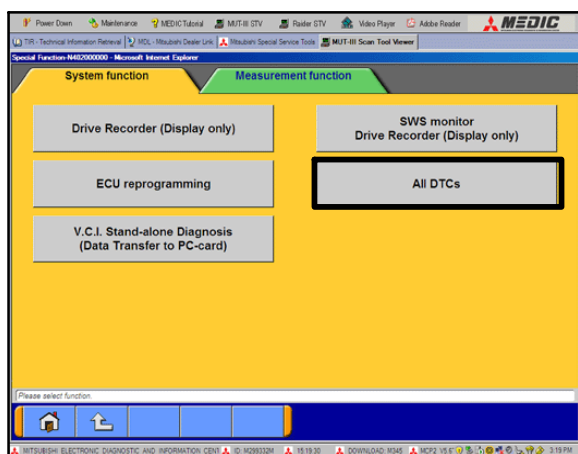 Power Down Maintenance MEDIC Tutorial MUT-III STV Raider STV Video Player Adobe Reader MEDIC
TIR - Technical Information Retrieval MDL - Mitsubishi Dealer Link Mitsubishi Special Service Tools MUT-III Scan Tool Viewer
Special Function-N402000000 - Microsoft Internet Explorer
System function Measurement function
Drive Recorder (Display only)
SWS monitor
Drive Recorder (Display only)
ECU reprogramming
All DTCs
V.C.I. Stand-alone Diagnosis
(Data Transfer to PC-card)
Please select function.
MITSUBISHI ELECTRONIC DIAGNOSTIC AND INFORMATION ID: M299332M 15:19:30 DOWNLOAD: M345 3:19 PM